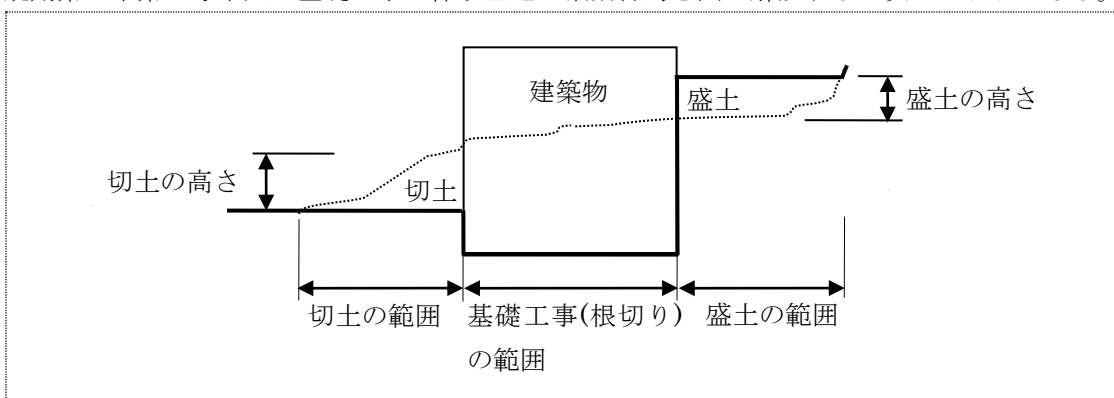 建築物
盛土
盛土の高さ
切土の高さ
切土
切土の範囲
基礎工事(根切り)
の範囲
盛土の範囲